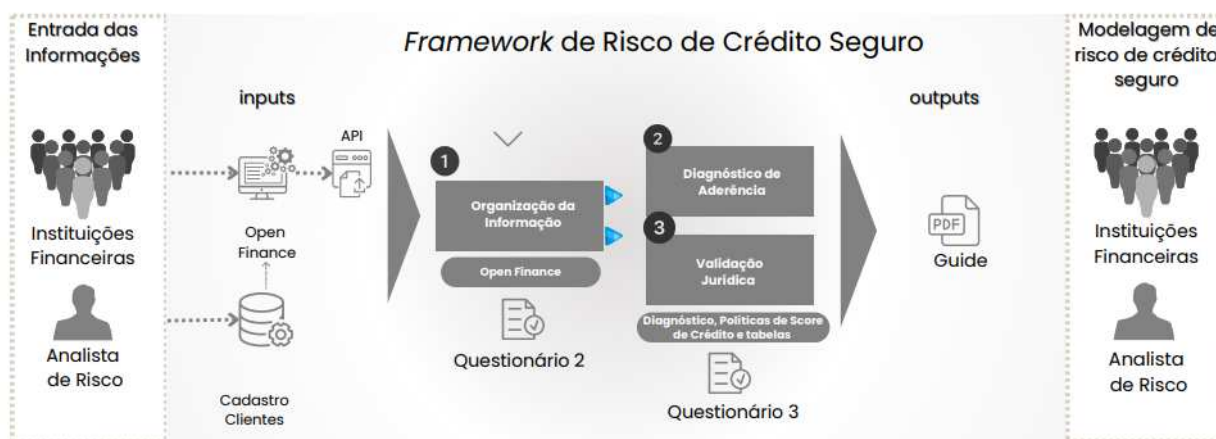 Entrada das
Informações
Instituições
Financeiras
Analista
de Risco
Framework de Risco de Crédito Seguro
inputs
API
Open
Finance
Cadastro
Clientes
1
Organização da
Informação
Open Finance
Questionário 2
2
Diagnóstico de
Aderência
3
Validação
Jurídica
Diagnóstico, Políticas de Score
de Crédito e tabelas
Questionário 3
outputs
PDF
Guide
Modelagem de
risco de crédito
seguro
Instituições
Financeiras
Analista
de Risco